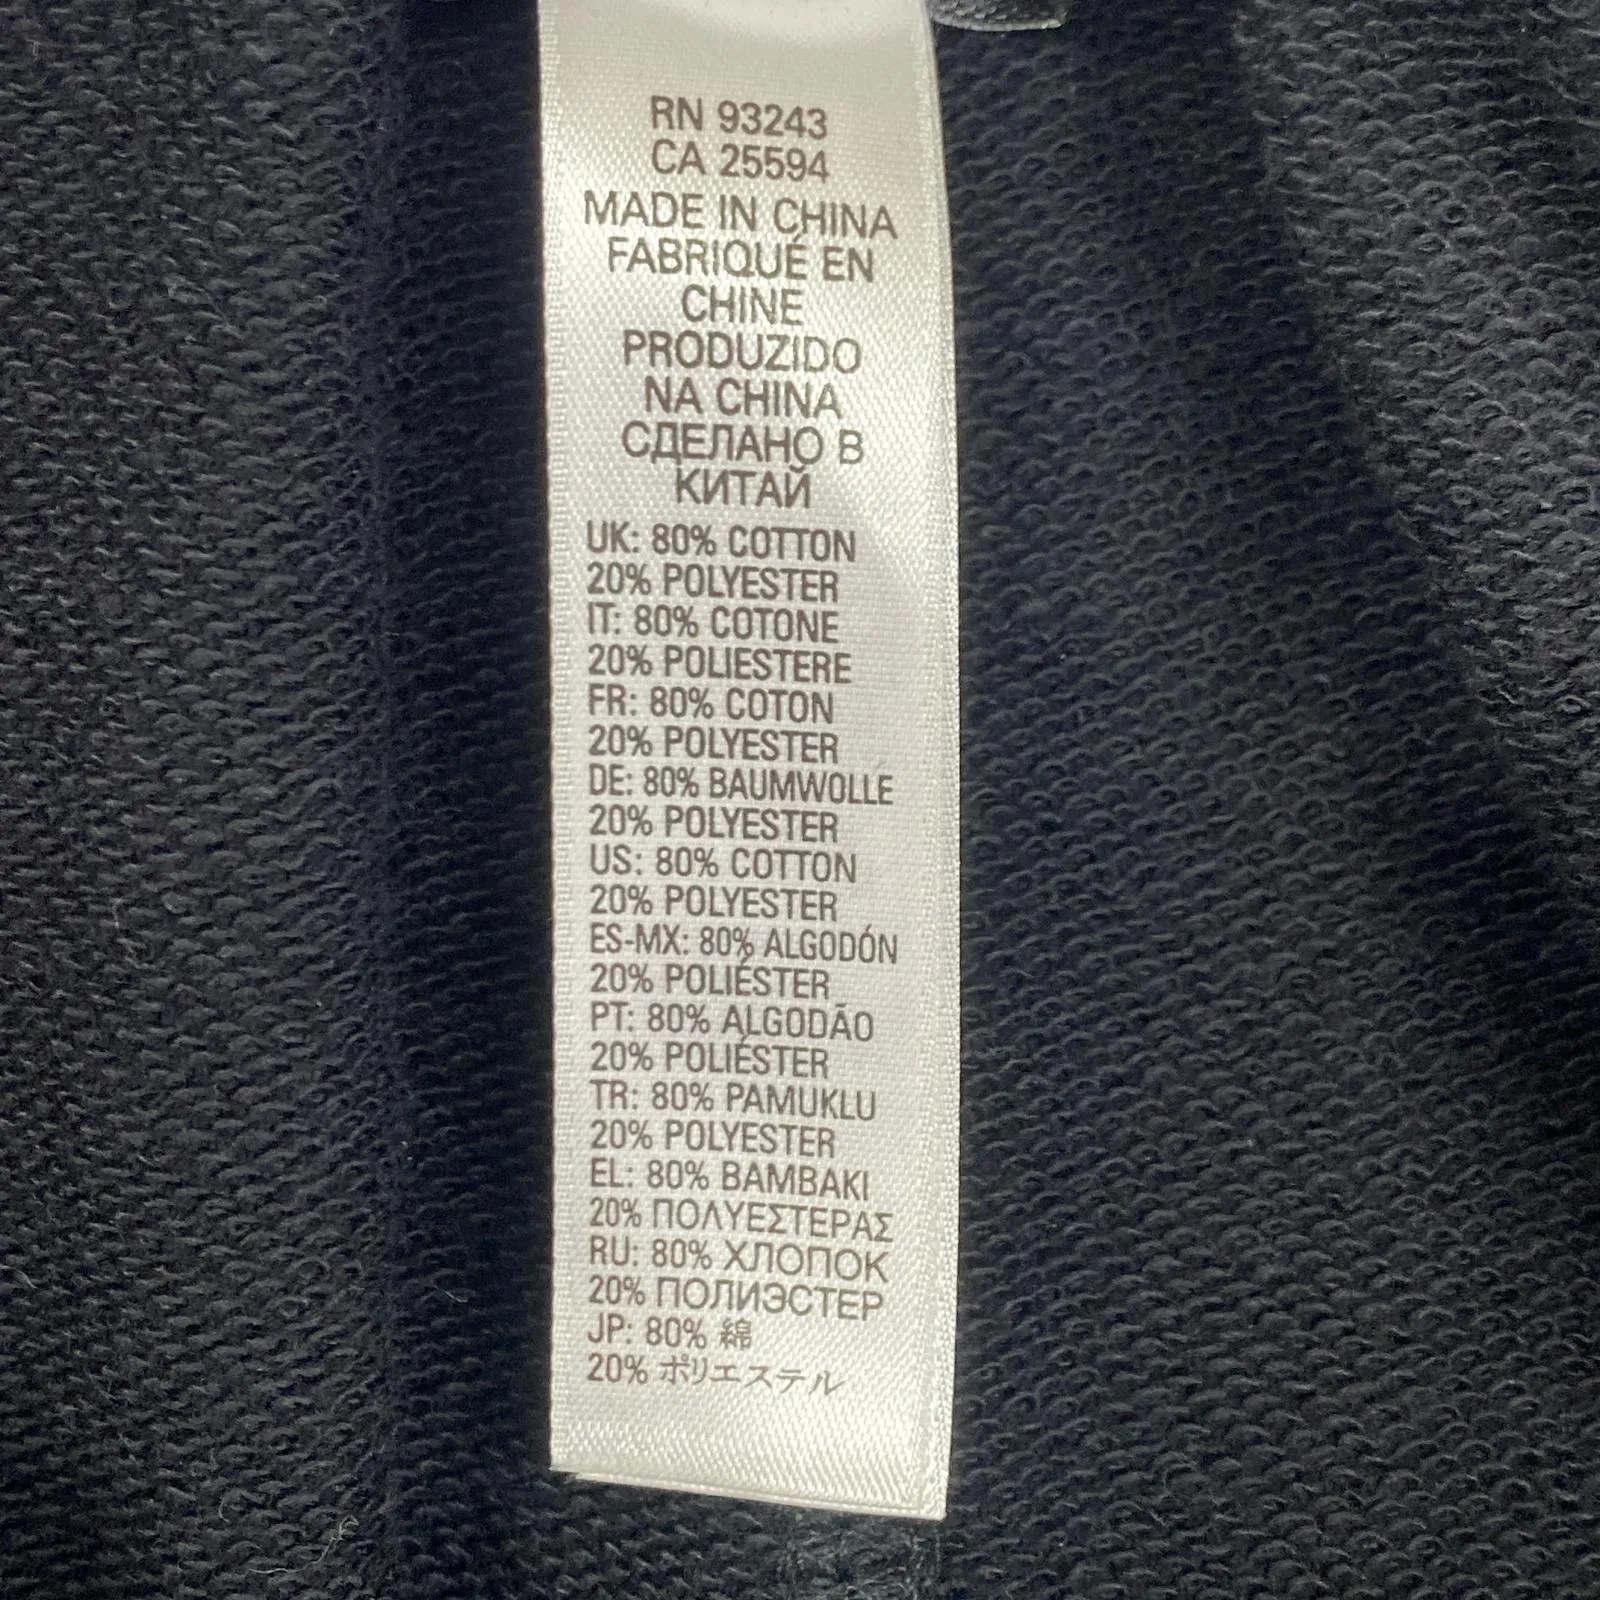 RN 93243
CA 25594
MADE IN CHINA
FABRIQUÉ EN
CHINE
PRODUZIDO
NA CHINA
СДЕЛАНО В
КИТАЙ
UK: 80% COTTON
20% POLYESTER
IT: 80% COTONE
20% POLIESTERE
FR: 80% COTON
20% POLYESTER
DE: 80% BAUMWOLLE
20% POLYESTER
US: 80% COTTON
20% POLYESTER
ES-MX: 80% ALGODÓN
20% POLIÉSTER
PT: 80% ALGODÃO
20% POLIÉSTER
TR: 80% PAMUKLU
20% POLYESTER
EL: 80% BAMBAKI
20% ΠΟΛΥΕΣΤΕΡΑΣ
RU: 80% ХЛОПОК
20% ПОЛИЭСТЕР
JP: 80% 綿
20% ポリエステル